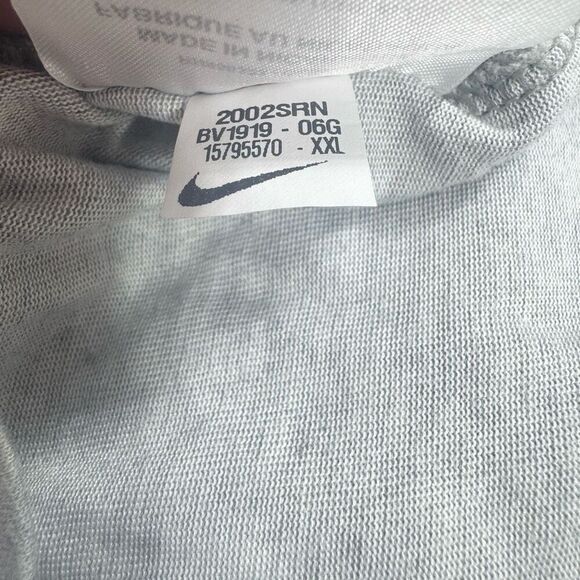 FABRIQUE AU
MADE IN
2002SRN
BV1919 - 06G
15795570 - XXL